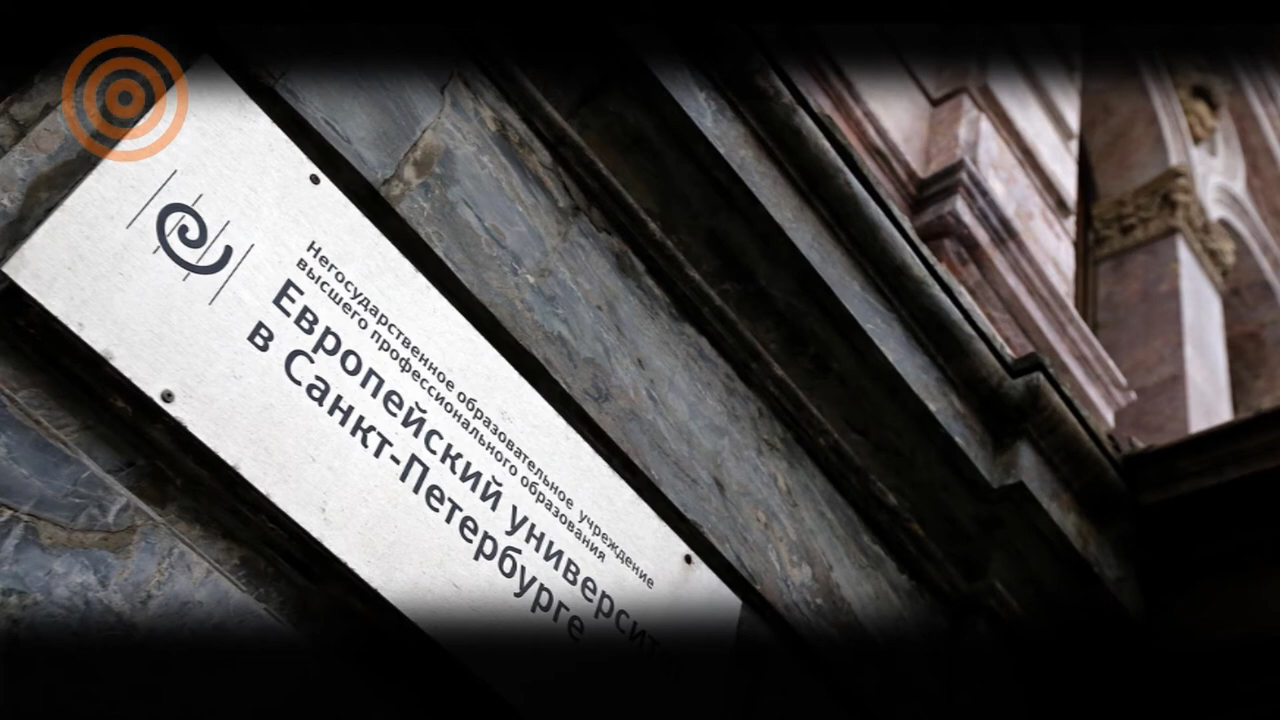 Негосударственное образовательное учреждение
высшего профессионального образования
Европейский университ
в Санкт-Петербурге